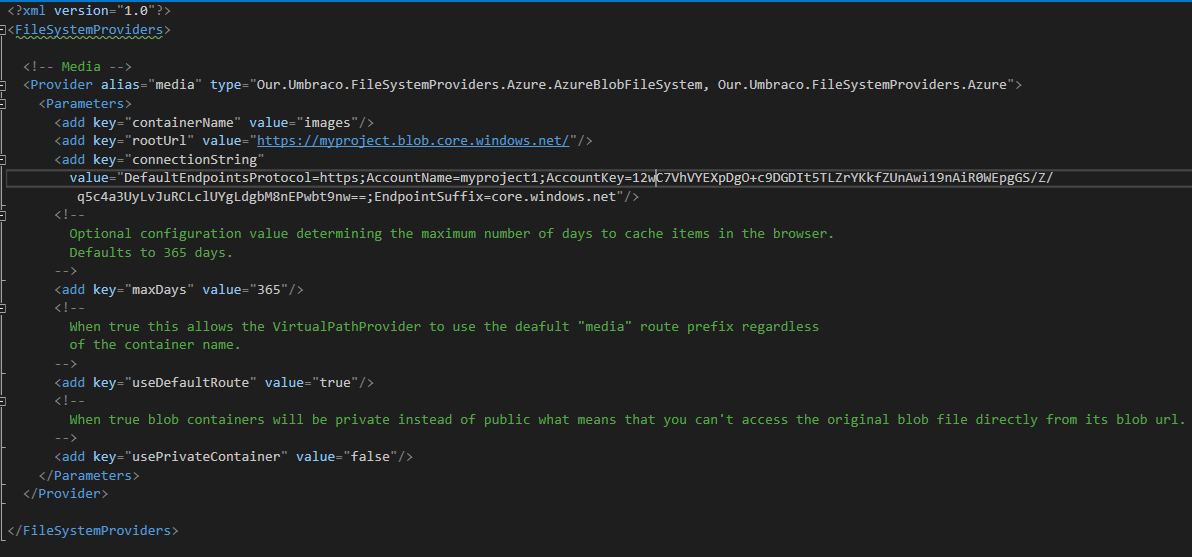 <?xml version="1.0"?>
<FileSystemProviders>
<!-- Media -->
<Provider alias="media" type="Our.Umbraco.FileSystemProviders.Azure.AzureBlobFileSystem, Our.Umbraco.FileSystemProviders.Azure">
<Parameters>
<add key="containerName" value="images"/>
<add key="rootUrl" value="https://myproject.blob.core.windows.net/"/>
<add key="connectionString"
value="DefaultEndpointsProtocol=https;AccountName=myproject1;AccountKey=12wC7VhVYEXpDgO+c9DGDIt5TLZrYKkfZUnAwi19nAiR0WEpgGS/Z/
q5c4a3UyLvJuRCLclUYgLdgbM8nEPwbt9nw==;EndpointSuffix=core.windows.net"/>
<!--
Optional configuration value determining the maximum number of days to cache items in the browser.
Defaults to 365 days.
-->
<add key="maxDays" value="365"/>
<!--
When true this allows the VirtualPathProvider to use the deafult "media" route prefix regardless
of the container name.
-->
<add key="useDefaultRoute" value="true"/>
<!--
When true blob containers will be private instead of public what means that you can't access the original blob file directly from its blob url.
-->
<add key="usePrivateContainer" value="false"/>
</Parameters>
</Provider>
</FileSystemProviders>